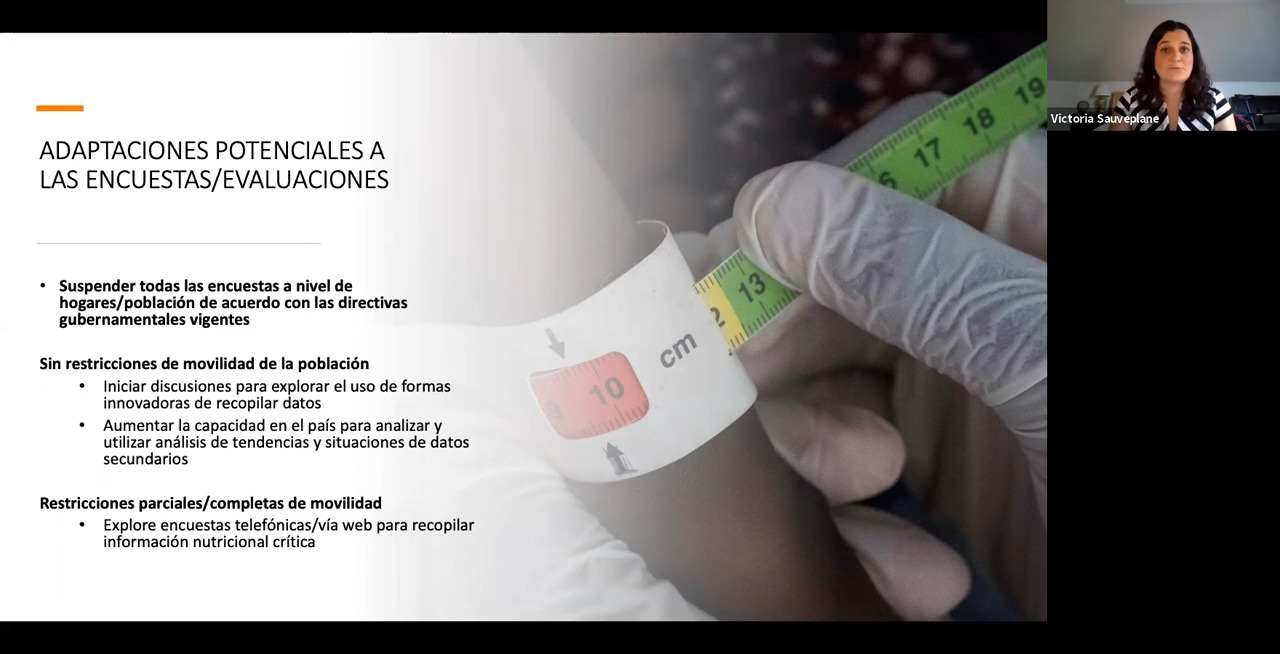 ADAPTACIONES POTENCIALES A
LAS ENCUESTAS/EVALUACIONES
• Suspender todas las encuestas a nivel de
hogares/población de acuerdo con las directivas
gubernamentales vigentes
Sin restricciones de movilidad de la población
• Iniciar discusiones para explorar el uso de formas
innovadoras de recopilar datos
• Aumentar la capacidad en el país para analizar y
utilizar análisis de tendencias y situaciones de datos
secundarios
Restricciones parciales/completas de movilidad
• Explore encuestas telefónicas/vía web para recopilar
información nutricional crítica
9 10
cm
2 13
6 17 18 19
Victoria Sauveplane